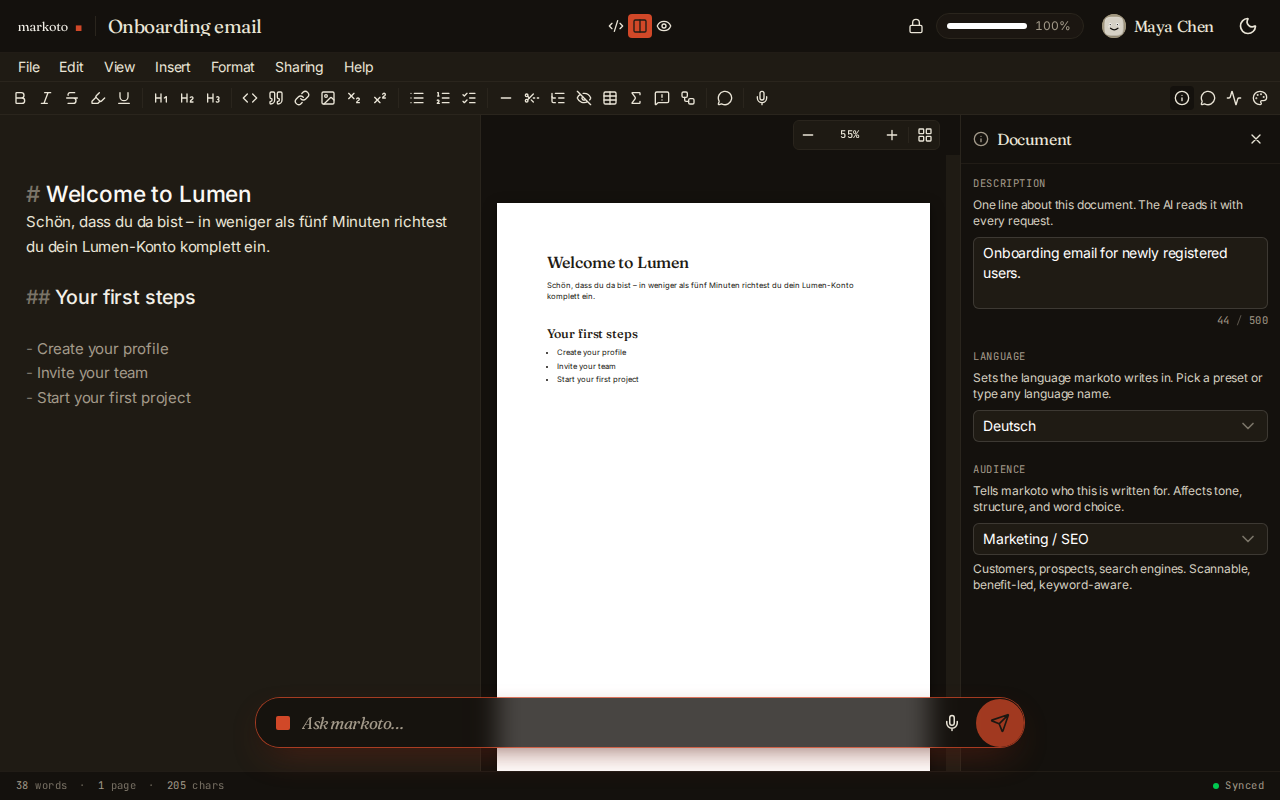 markoto
Onboarding email
100%
Maya Chen
File Edit View Insert Format Sharing Help
H1 H2 H3
55%
# Welcome to Lumen
Schön, dass du da bist – in weniger als fünf Minuten richtest
du dein Lumen-Konto komplett ein.
## Your first steps
- Create your profile
- Invite your team
- Start your first project
Welcome to Lumen
Schön, dass du da bist – in weniger als fünf Minuten richtest du dein Lumen-Konto
komplett ein.
Your first steps
• Create your profile
• Invite your team
• Start your first project
Document
DESCRIPTION
One line about this document. The AI reads it with
every request.
Onboarding email for newly registered
users.
44 / 500
LANGUAGE
Sets the language markoto writes in. Pick a preset or
type any language name.
Deutsch
AUDIENCE
Tells markoto who this is written for. Affects tone,
structure, and word choice.
Marketing / SEO
Customers, prospects, search engines. Scannable,
benefit-led, keyword-aware.
Ask markoto...
38 words · 1 page · 205 chars
Synced